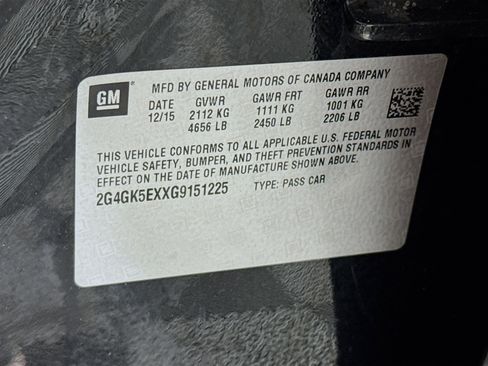 GM
MFD BY GENERAL MOTORS OF CANADA COMPANY
DATE GVWR GAWR FRT GAWR RR
12/15 2112 KG 1111 KG 1001 KG
4656 LB 2450 LB 2206 LB
THIS VEHICLE CONFORMS TO ALL APPLICABLE U.S. FEDERAL MOTOR
VEHICLE SAFETY, BUMPER, AND THEFT PREVENTION STANDARDS IN
EFFECT ON THE DATE OF MANUFACTURE SHOWN ABOVE.
2G4GK5EXXG9151225 TYPE: PASS CAR